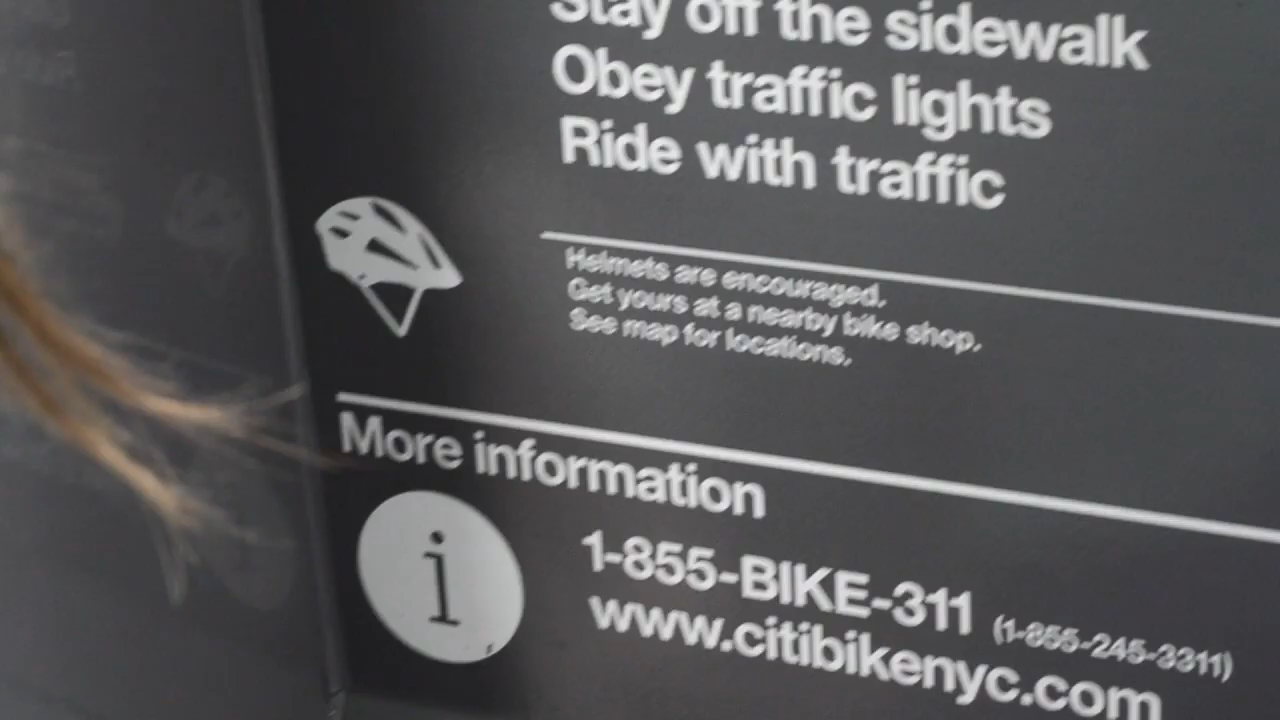 Stay off the sidewalk
Obey traffic lights
Ride with traffic
Helmets are encouraged.
Get yours at a nearby bike shop.
See map for locations.
More information
i
1-855-BIKE-311 (1-855-245-3311)
www.citibikenyc.com